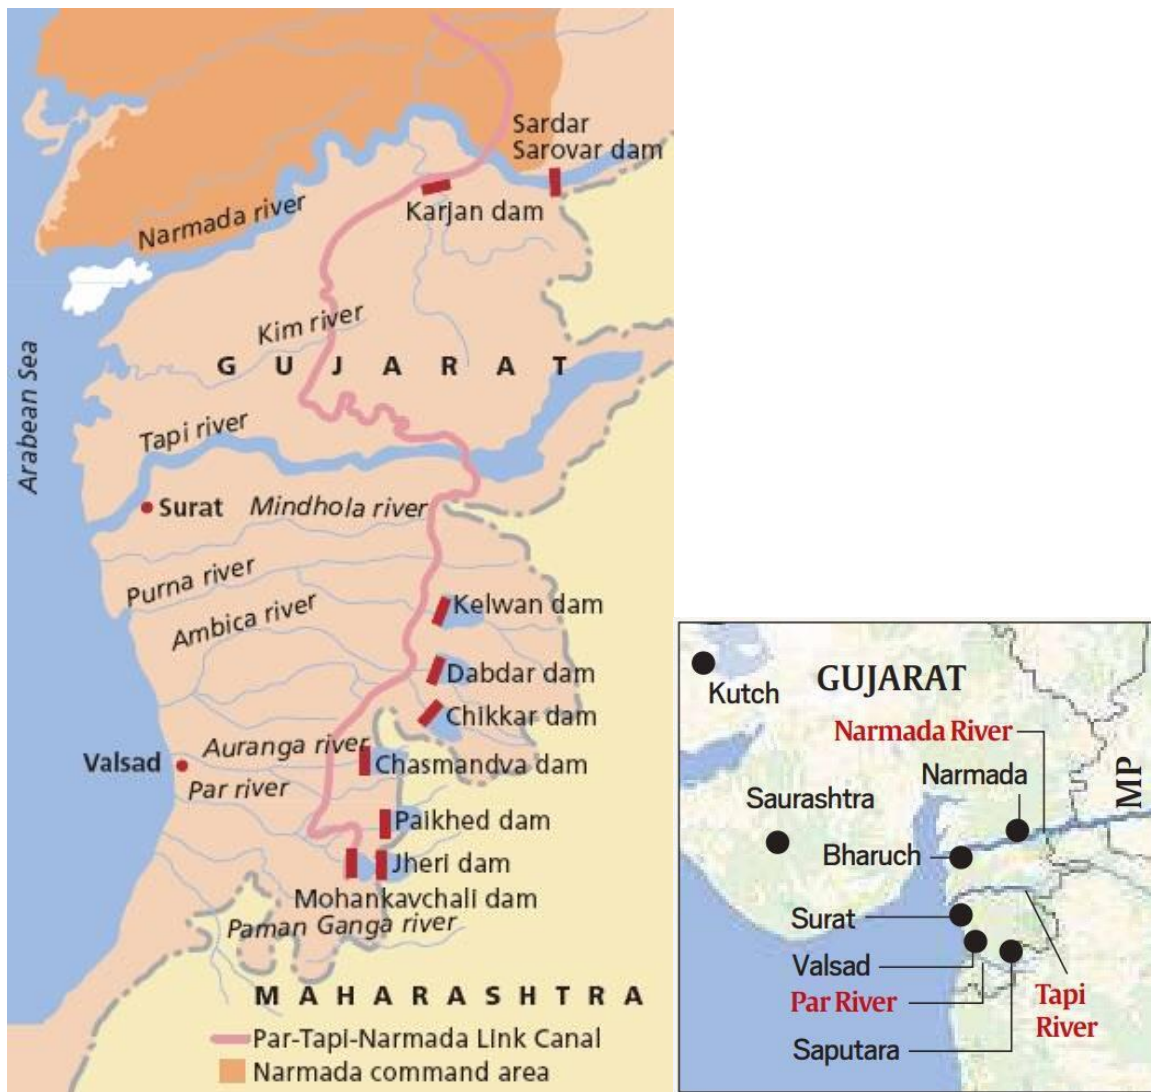 Sardar
Sarovar dam
Karjan dam
Narmada river
Kim river
GUJARAT
Arabean Sea
Tapi river
Surat
Mindhola river
Purna river
Ambica river
Kelwan dam
Dabdar dam
Chikkar dam
Auranga river
Valsad
Chasmandva dam
Par river
Paikhed dam
Jheri dam
Mohankavchali dam
Paman Ganga river
MAHARASHTRA
Par-Tapi-Narmada Link Canal
Narmada command area
Kutch
GUJARAT
Narmada River
Narmada
MP
Saurashtra
Bharuch
Surat
Valsad
Par River
Tapi
River
Saputara